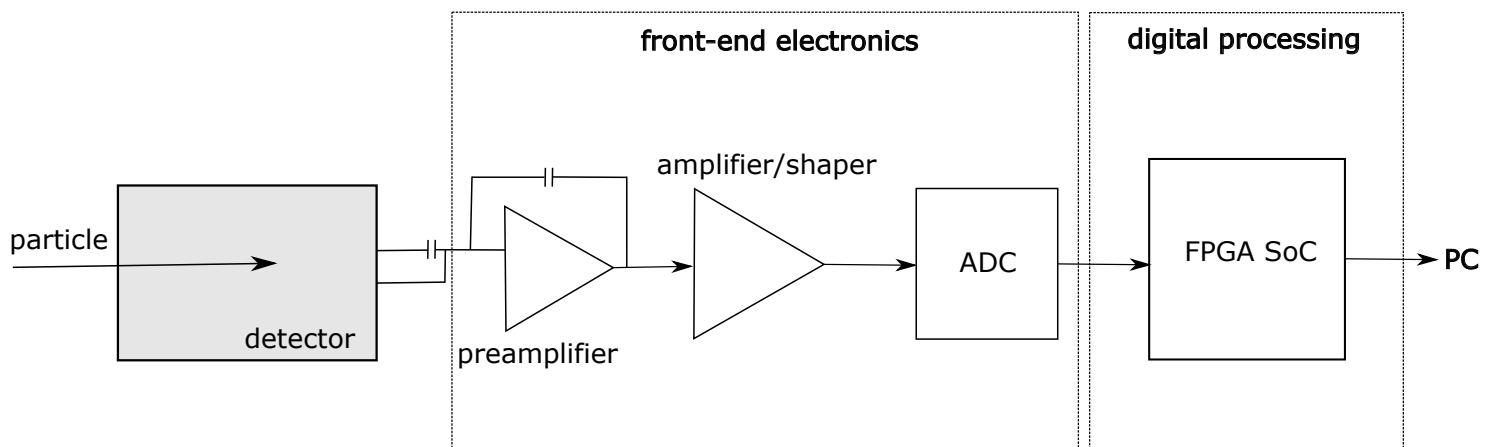 front-end electronics
digital processing
amplifier/shaper
particle
ADC
FPGA SoC
PC
detector
preamplifier